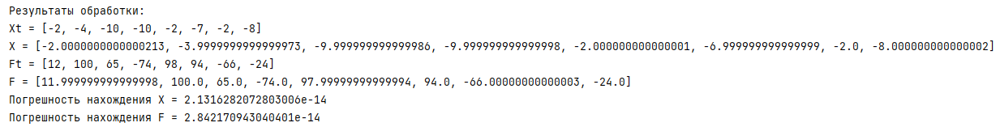 Результаты обработки:
Xt = [-2, -4, -10, -10, -2, -7, -2, -8]
X = [-2.0000000000000213, -3.9999999999999973, -9.999999999999986, -9.999999999999998, -2.000000000000001, -6.999999999999999, -2.0, -8.000000000000002]
Ft = [12, 100, 65, -74, 98, 94, -66, -24]
F = [11.999999999999998, 100.0, 65.0, -74.0, 97.99999999999994, 94.0, -66.00000000000003, -24.0]
Погрешность нахождения X = 2.1316282072803006e-14
Погрешность нахождения F = 2.842170943040401e-14